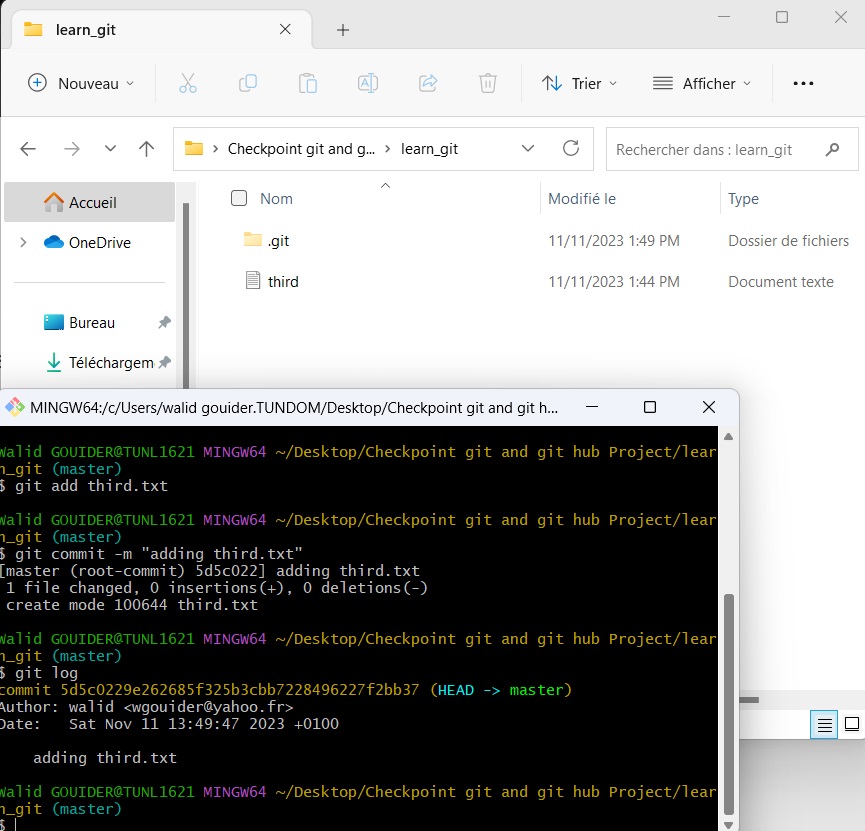 learn_git
Nouveau
Trier
Afficher
Checkpoint git and g... > learn_git
Rechercher dans : learn_git
Accueil
OneDrive
Bureau
Téléchargem
Nom Modifié le Type
.git 11/11/2023 1:49 PM Dossier de fichiers
third 11/11/2023 1:44 PM Document texte
MINGW64:/c/Users/walid gouider.TUNDOM/Desktop/Checkpoint git and git h...
Walid GOUIDER@TUNL1621 MINGW64 ~/Desktop/Checkpoint git and git hub Project/lear
n_git (master)
$ git add third.txt
Walid GOUIDER@TUNL1621 MINGW64 ~/Desktop/Checkpoint git and git hub Project/lear
n_git (master)
$ git commit -m "adding third.txt"
[master (root-commit) 5d5c022] adding third.txt
1 file changed, 0 insertions(+), 0 deletions(-)
create mode 100644 third.txt
Walid GOUIDER@TUNL1621 MINGW64 ~/Desktop/Checkpoint git and git hub Project/lear
n_git (master)
$ git log
commit 5d5c0229e262685f325b3cbb7228496227f2bb37 (HEAD -> master)
Author: walid <wgouider@yahoo.fr>
Date: Sat Nov 11 13:49:47 2023 +0100
adding third.txt
Walid GOUIDER@TUNL1621 MINGW64 ~/Desktop/Checkpoint git and git hub Project/lear
n_git (master)
$